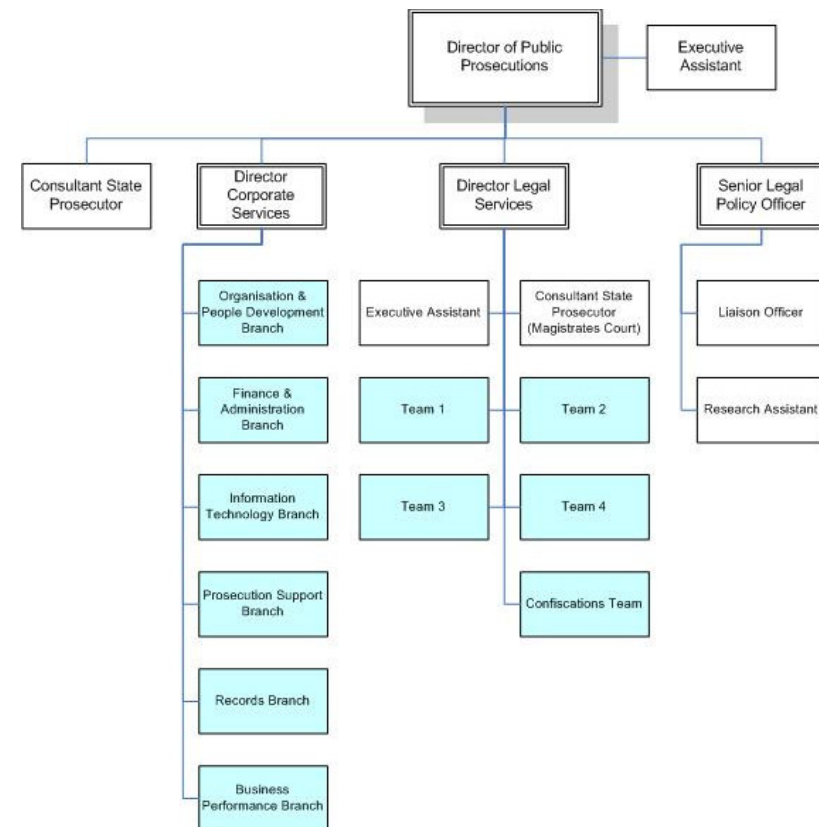 Director of Public
Prosecutions
Executive
Assistant
Consultant State
Prosecutor
Director
Corporate
Services
Director Legal
Services
Senior Legal
Policy Officer
Organisation &
People Development
Branch
Executive Assistant
Consultant State
Prosecutor
(Magistrates Court)
Liaison Officer
Finance &
Administration
Branch
Team 1
Team 2
Research Assistant
Information
Technology Branch
Team 3
Team 4
Prosecution Support
Branch
Confiscations Team
Records Branch
Business
Performance Branch